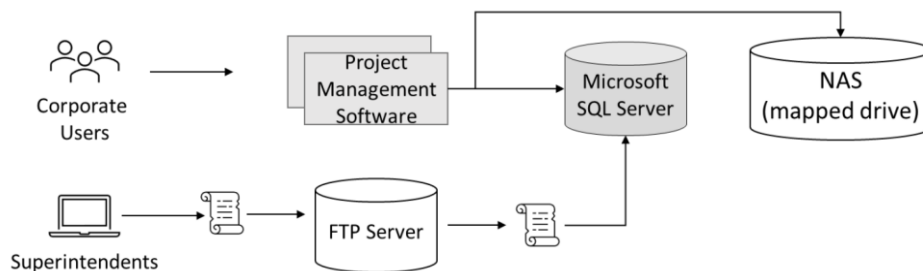 Corporate
Users
Project
Management
Software
Microsoft
SQL Server
NAS
(mapped drive)
Superintendents
FTP Server